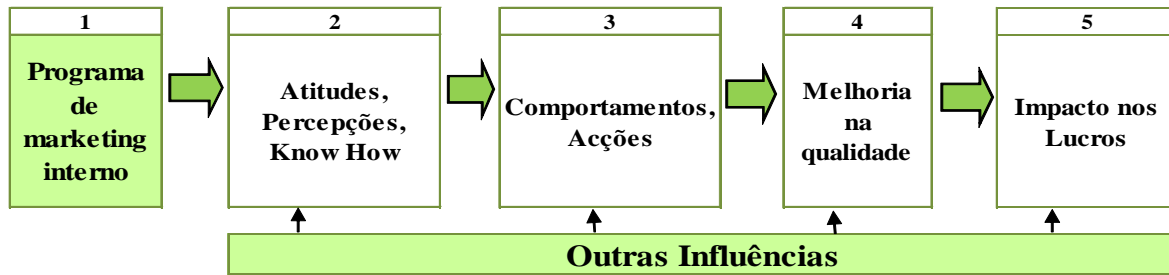 1
Programa
de
marketing
interno
2
Atitudes,
Percepções,
Know How
3
Comportamentos,
Acções
4
Melhoria
na
qualidade
5
Impacto nos
Lucros
Outras Influências